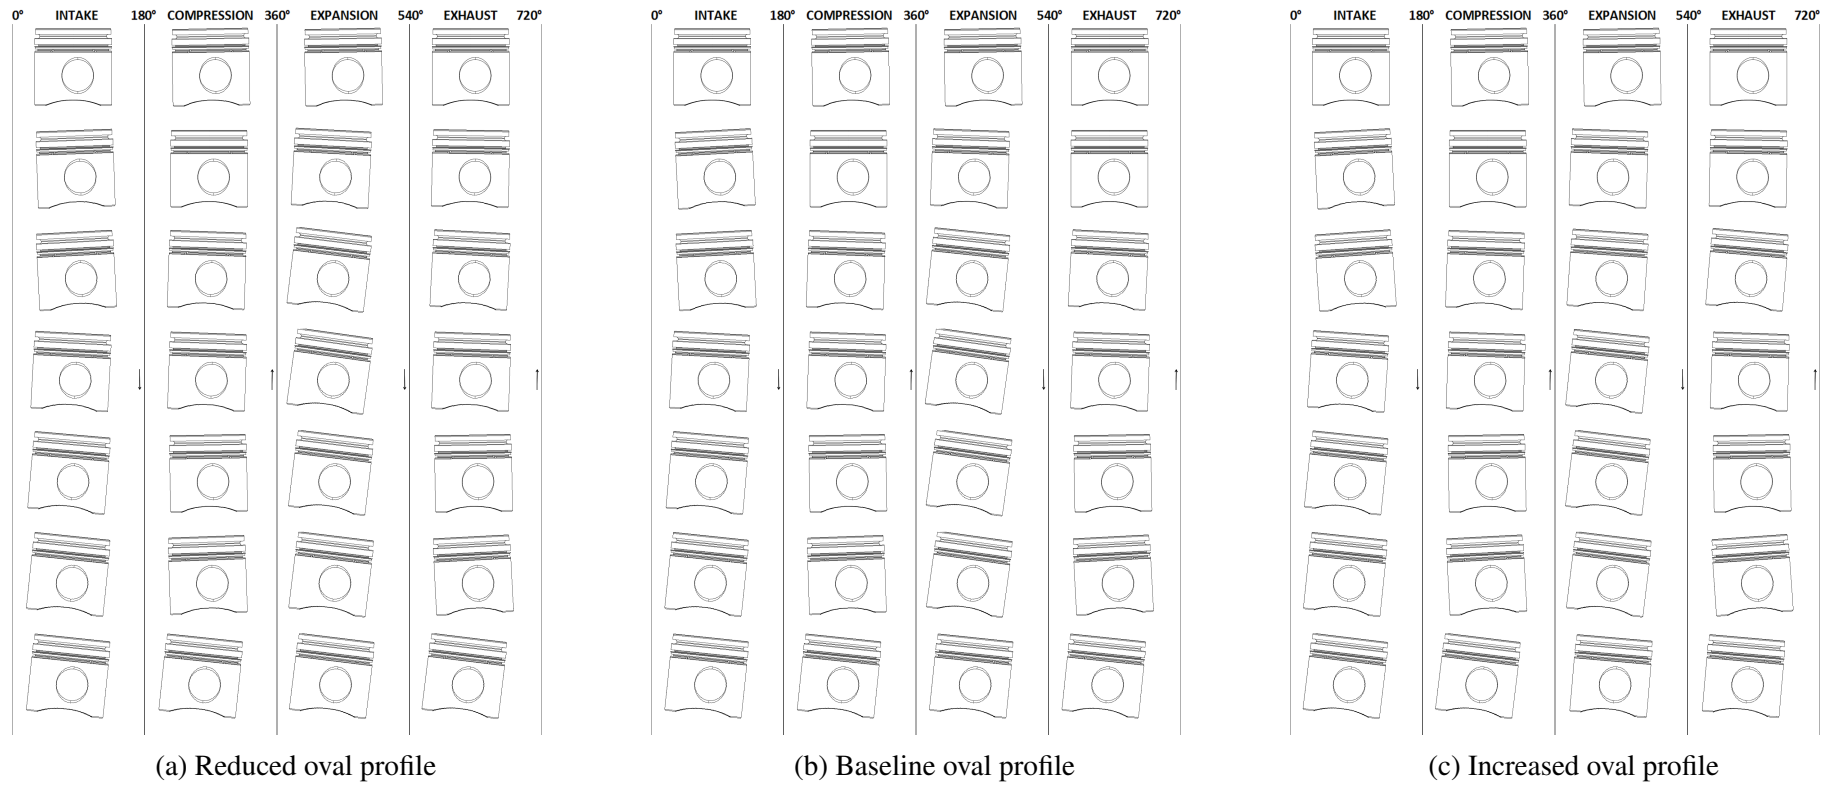 0° INTAKE 180° COMPRESSION 360° EXPANSION 540° EXHAUST 720°
0° INTAKE 180° COMPRESSION 360° EXPANSION 540° EXHAUST 720°
0° INTAKE 180° COMPRESSION 360° EXPANSION 540° EXHAUST 720°
(a) Reduced oval profile
(b) Baseline oval profile
(c) Increased oval profile